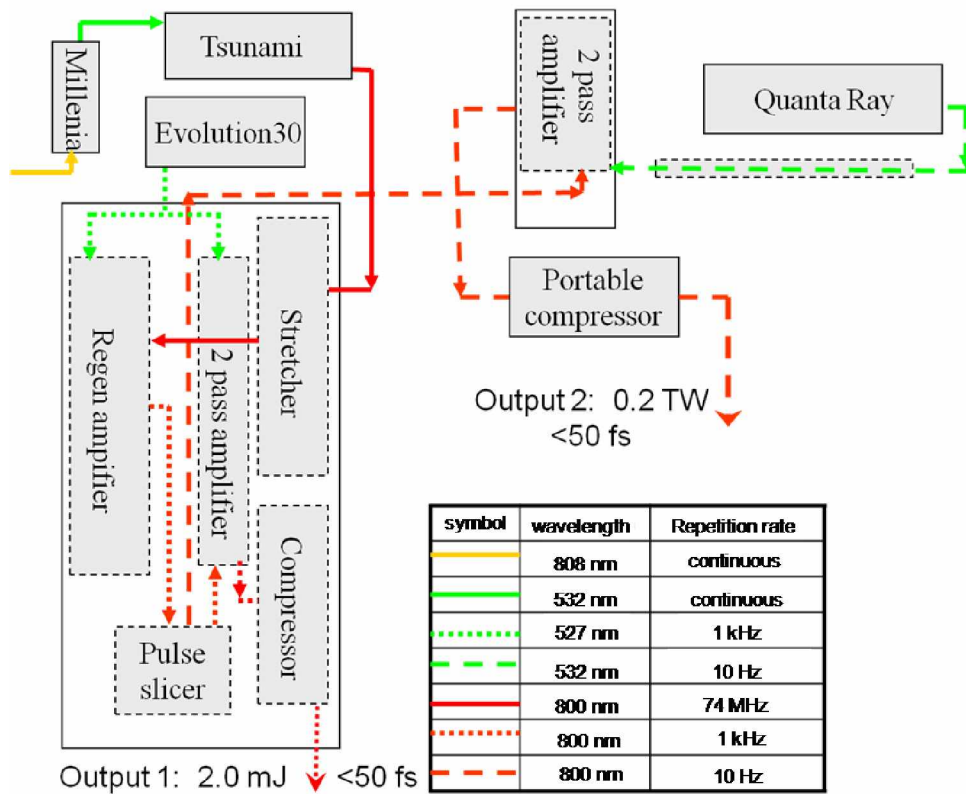 Millenia
Tsunami
Evolution30
2 pass
amplifier
Quanta Ray
Portable
compressor
Regen ampifier
2 pass amplifier
Stretcher
Compressor
Pulse
slicer
Output 2: 0.2 TW
<50 fs
Output 1: 2.0 mJ <50 fs
symbol wavelength Repetition rate
808 nm continuous
532 nm continuous
527 nm 1 kHz
532 nm 10 Hz
800 nm 74 MHz
800 nm 1 kHz
800 nm 10 Hz